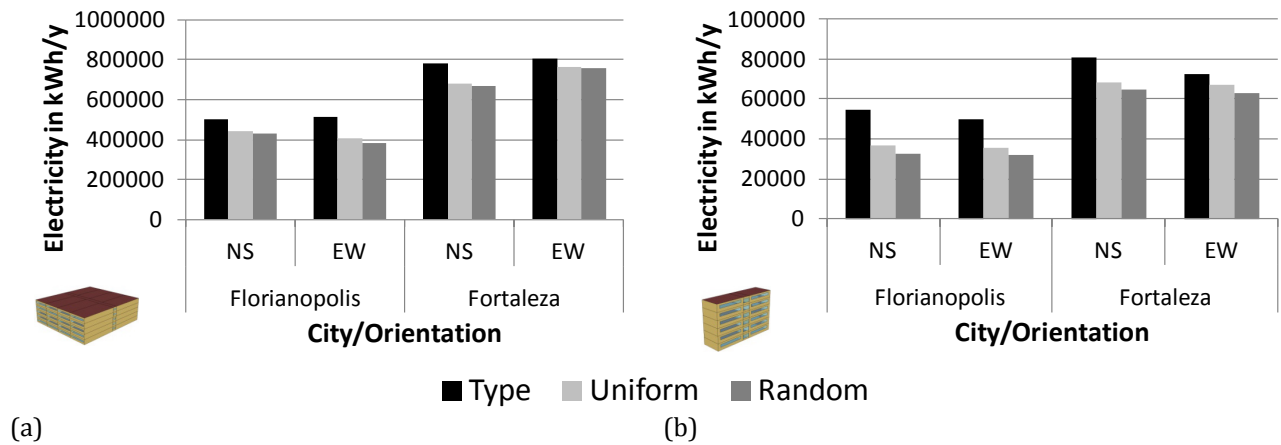 Electricity in kWh/y
1000000
800000
600000
400000
200000
0
NS EW NS EW
Florianopolis Fortaleza
City/Orientation
Electricity in kWh/y
100000
80000
60000
40000
20000
0
NS EW NS EW
Florianopolis Fortaleza
City/Orientation
Type Uniform Random
(a) (b)